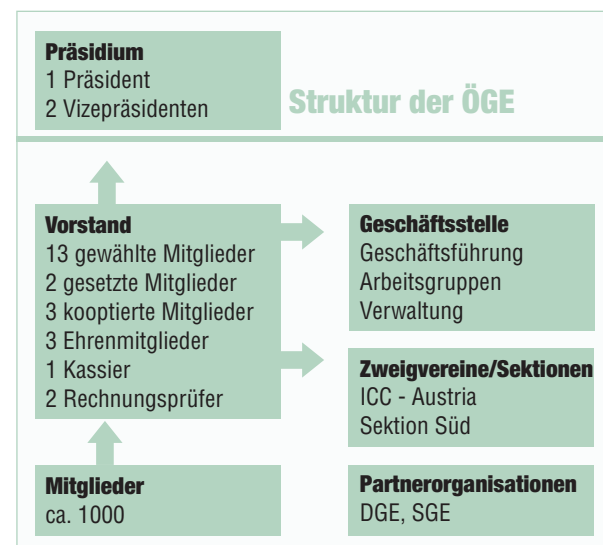 Präsidium
1 Präsident
2 Vizepräsidenten
Struktur der ÖGE
Vorstand
13 gewählte Mitglieder
2 gesetzte Mitglieder
3 kooptierte Mitglieder
3 Ehrenmitglieder
1 Kassier
2 Rechnungsprüfer
Geschäftsstelle
Geschäftsführung
Arbeitsgruppen
Verwaltung
Zweigvereine/Sektionen
ICC - Austria
Sektion Süd
Mitglieder
ca. 1000
Partnerorganisationen
DGE, SGE